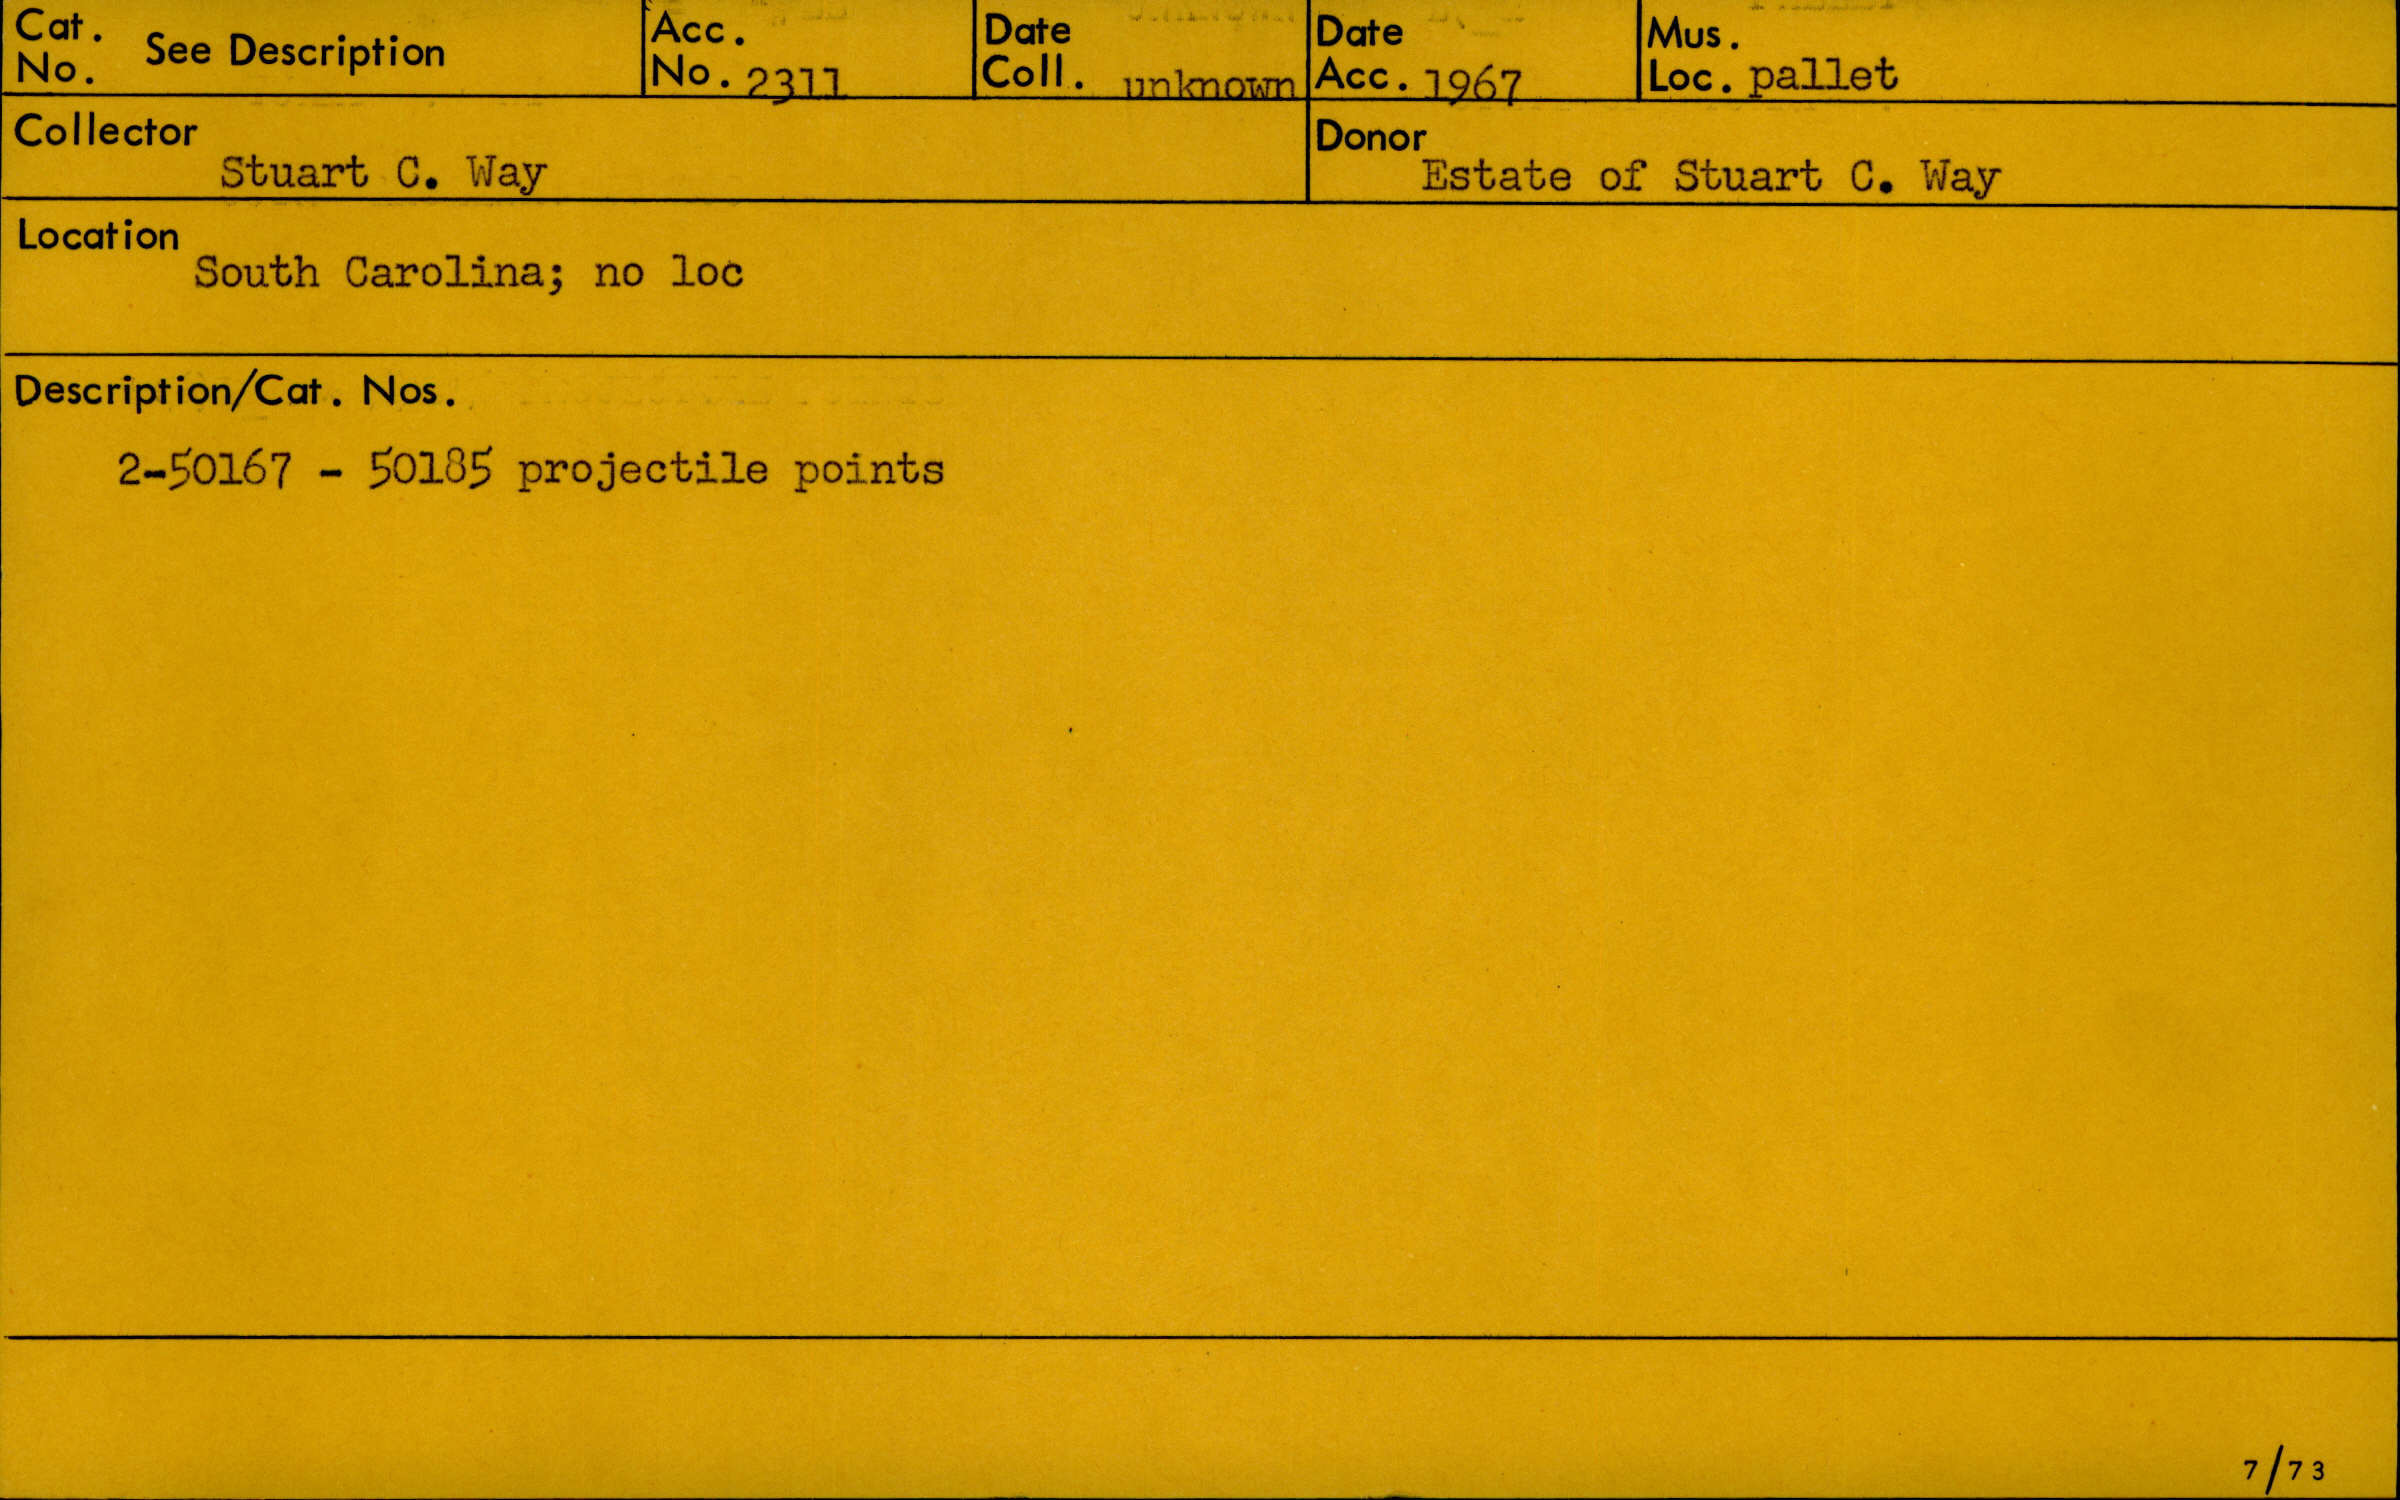 Cat. No. See Description
Acc. No. 2311
Date Coll. unknown
Date Acc. 1967
Mus. Loc. pallet
Collector
Stuart C. Way
Donor
Estate of Stuart C. Way
Location
South Carolina; no loc
Description/Cat. Nos.
2-50167 - 50185 projectile points
7/73